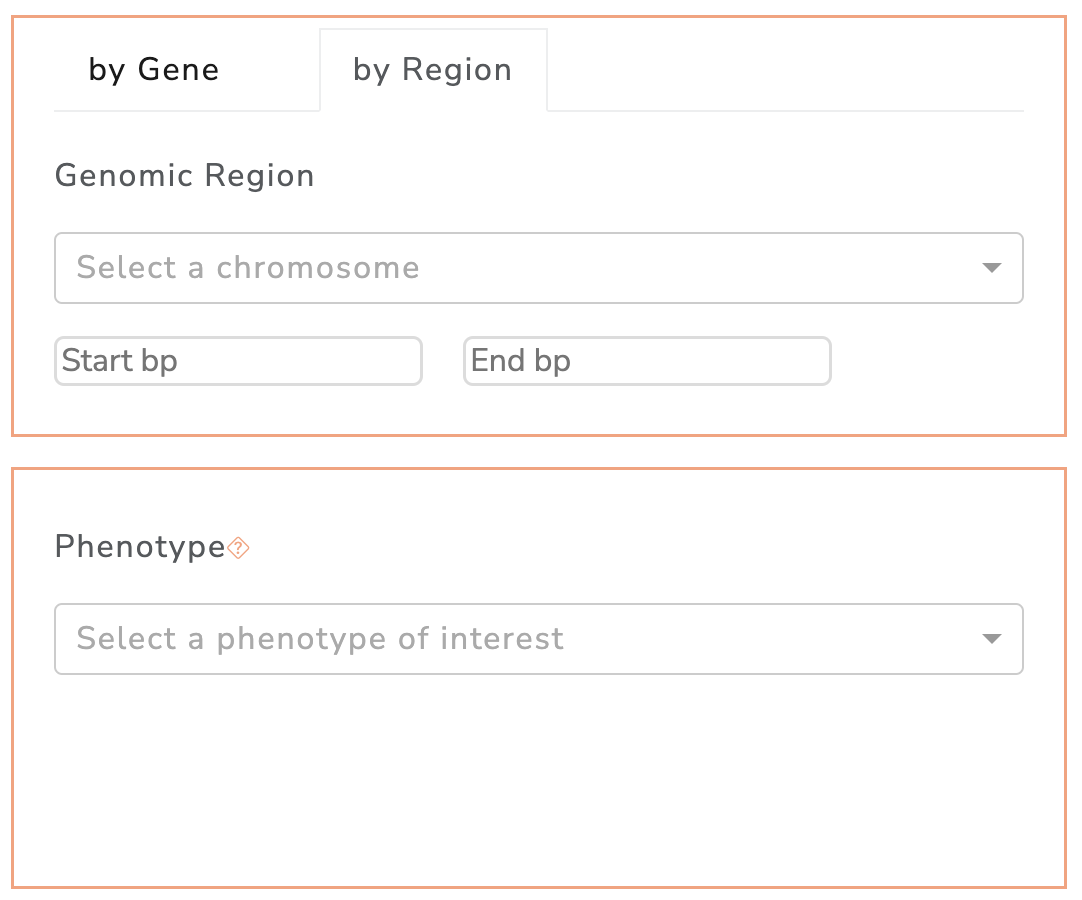 by Gene by Region
Genomic Region
Select a chromosome
Start bp End bp
Phenotype?
Select a phenotype of interest